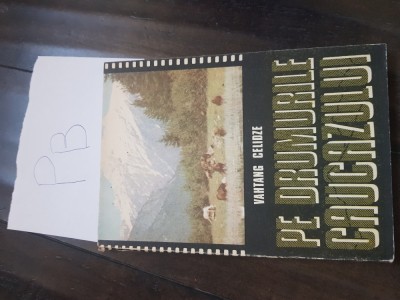 PB
VAHTANG CELIDZE
PE DRUMURILE
CAUCAZULUI